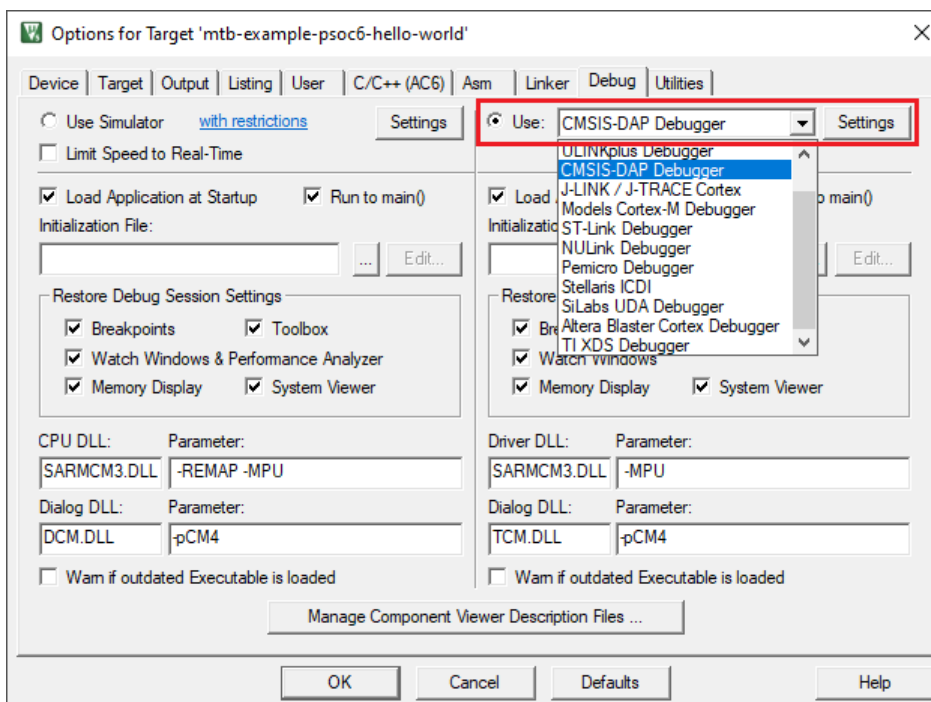 Options for Target 'mtb-example-psoc6-hello-world'
Device Target Output Listing User C/C++ (AC6) Asm Linker Debug Utilities
Use Simulator with restrictions Settings
Limit Speed to Real-Time
Load Application at Startup Run to main()
Initialization File:
... Edit...
Restore Debug Session Settings
Breakpoints Toolbox
Watch Windows & Performance Analyzer
Memory Display System Viewer
CPU DLL: Parameter:
SARMCM3.DLL -REMAP -MPU
Dialog DLL: Parameter:
DCM.DLL -pCM4
Warn if outdated Executable is loaded
Use: CMSIS-DAP Debugger Settings
ULINKplus Debugger
CMSIS-DAP Debugger
J-LINK / J-TRACE Cortex
Models Cortex-M Debugger
ST-Link Debugger
NULink Debugger
Pemicro Debugger
Stellaris ICDI
SiLabs UDA Debugger
Altera Blaster Cortex Debugger
TI XDS Debugger
Load main()
Edit...
Restore
Watch Windows
Memory Display System Viewer
Driver DLL: Parameter:
SARMCM3.DLL -MPU
Dialog DLL: Parameter:
TCM.DLL -pCM4
Warn if outdated Executable is loaded
Manage Component Viewer Description Files ...
OK Cancel Defaults Help